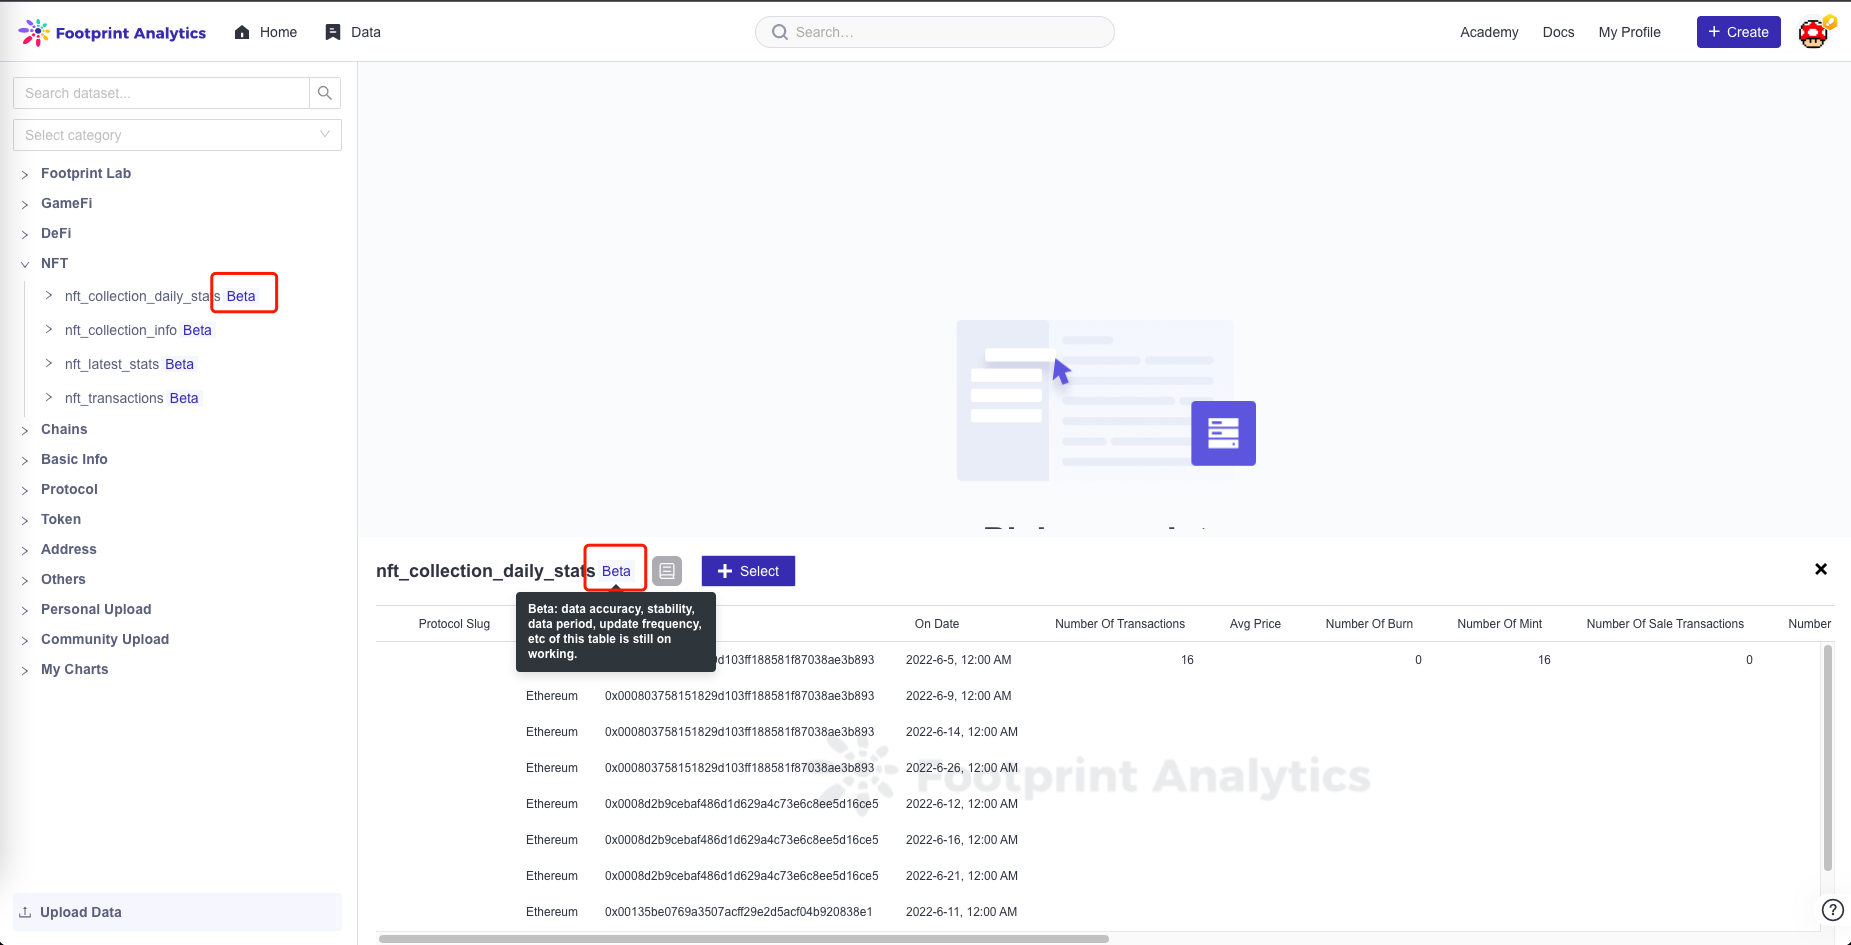 Footprint Analytics Home Data Search... Academy Docs My Profile + Create
Search dataset...
Select category
Footprint Lab
GameFi
DeFi
NFT
nft_collection_daily_stats Beta
nft_collection_info Beta
nft_latest_stats Beta
nft_transactions Beta
Chains
Basic Info
Protocol
Token
Address
Others
Personal Upload
Community Upload
My Charts
Upload Data
nft_collection_daily_stats Beta + Select
Beta: data accuracy, stability,
data period, update frequency,
etc of this table is still on
working.
Protocol Slug On Date Number Of Transactions Avg Price Number Of Burn Number Of Mint Number Of Sale Transactions Number
d103ff188581f87038ae3b893 2022-6-5, 12:00 AM 16 0 16 0
Ethereum 0x000803758151829d103ff188581f87038ae3b893 2022-6-9, 12:00 AM
Ethereum 0x000803758151829d103ff188581f87038ae3b893 2022-6-14, 12:00 AM
Ethereum 0x000803758151829d103ff188581f87038ae3b893 2022-6-26, 12:00 AM
Footprint Analytics
Ethereum 0x0008d2b9cebaf486d1d629a4c73e6c8ee5d16ce5 2022-6-12, 12:00 AM
Ethereum 0x0008d2b9cebaf486d1d629a4c73e6c8ee5d16ce5 2022-6-16, 12:00 AM
Ethereum 0x0008d2b9cebaf486d1d629a4c73e6c8ee5d16ce5 2022-6-21, 12:00 AM
Ethereum 0x00135be0769a3507acff29e2d5acf04b920838e1 2022-6-11, 12:00 AM